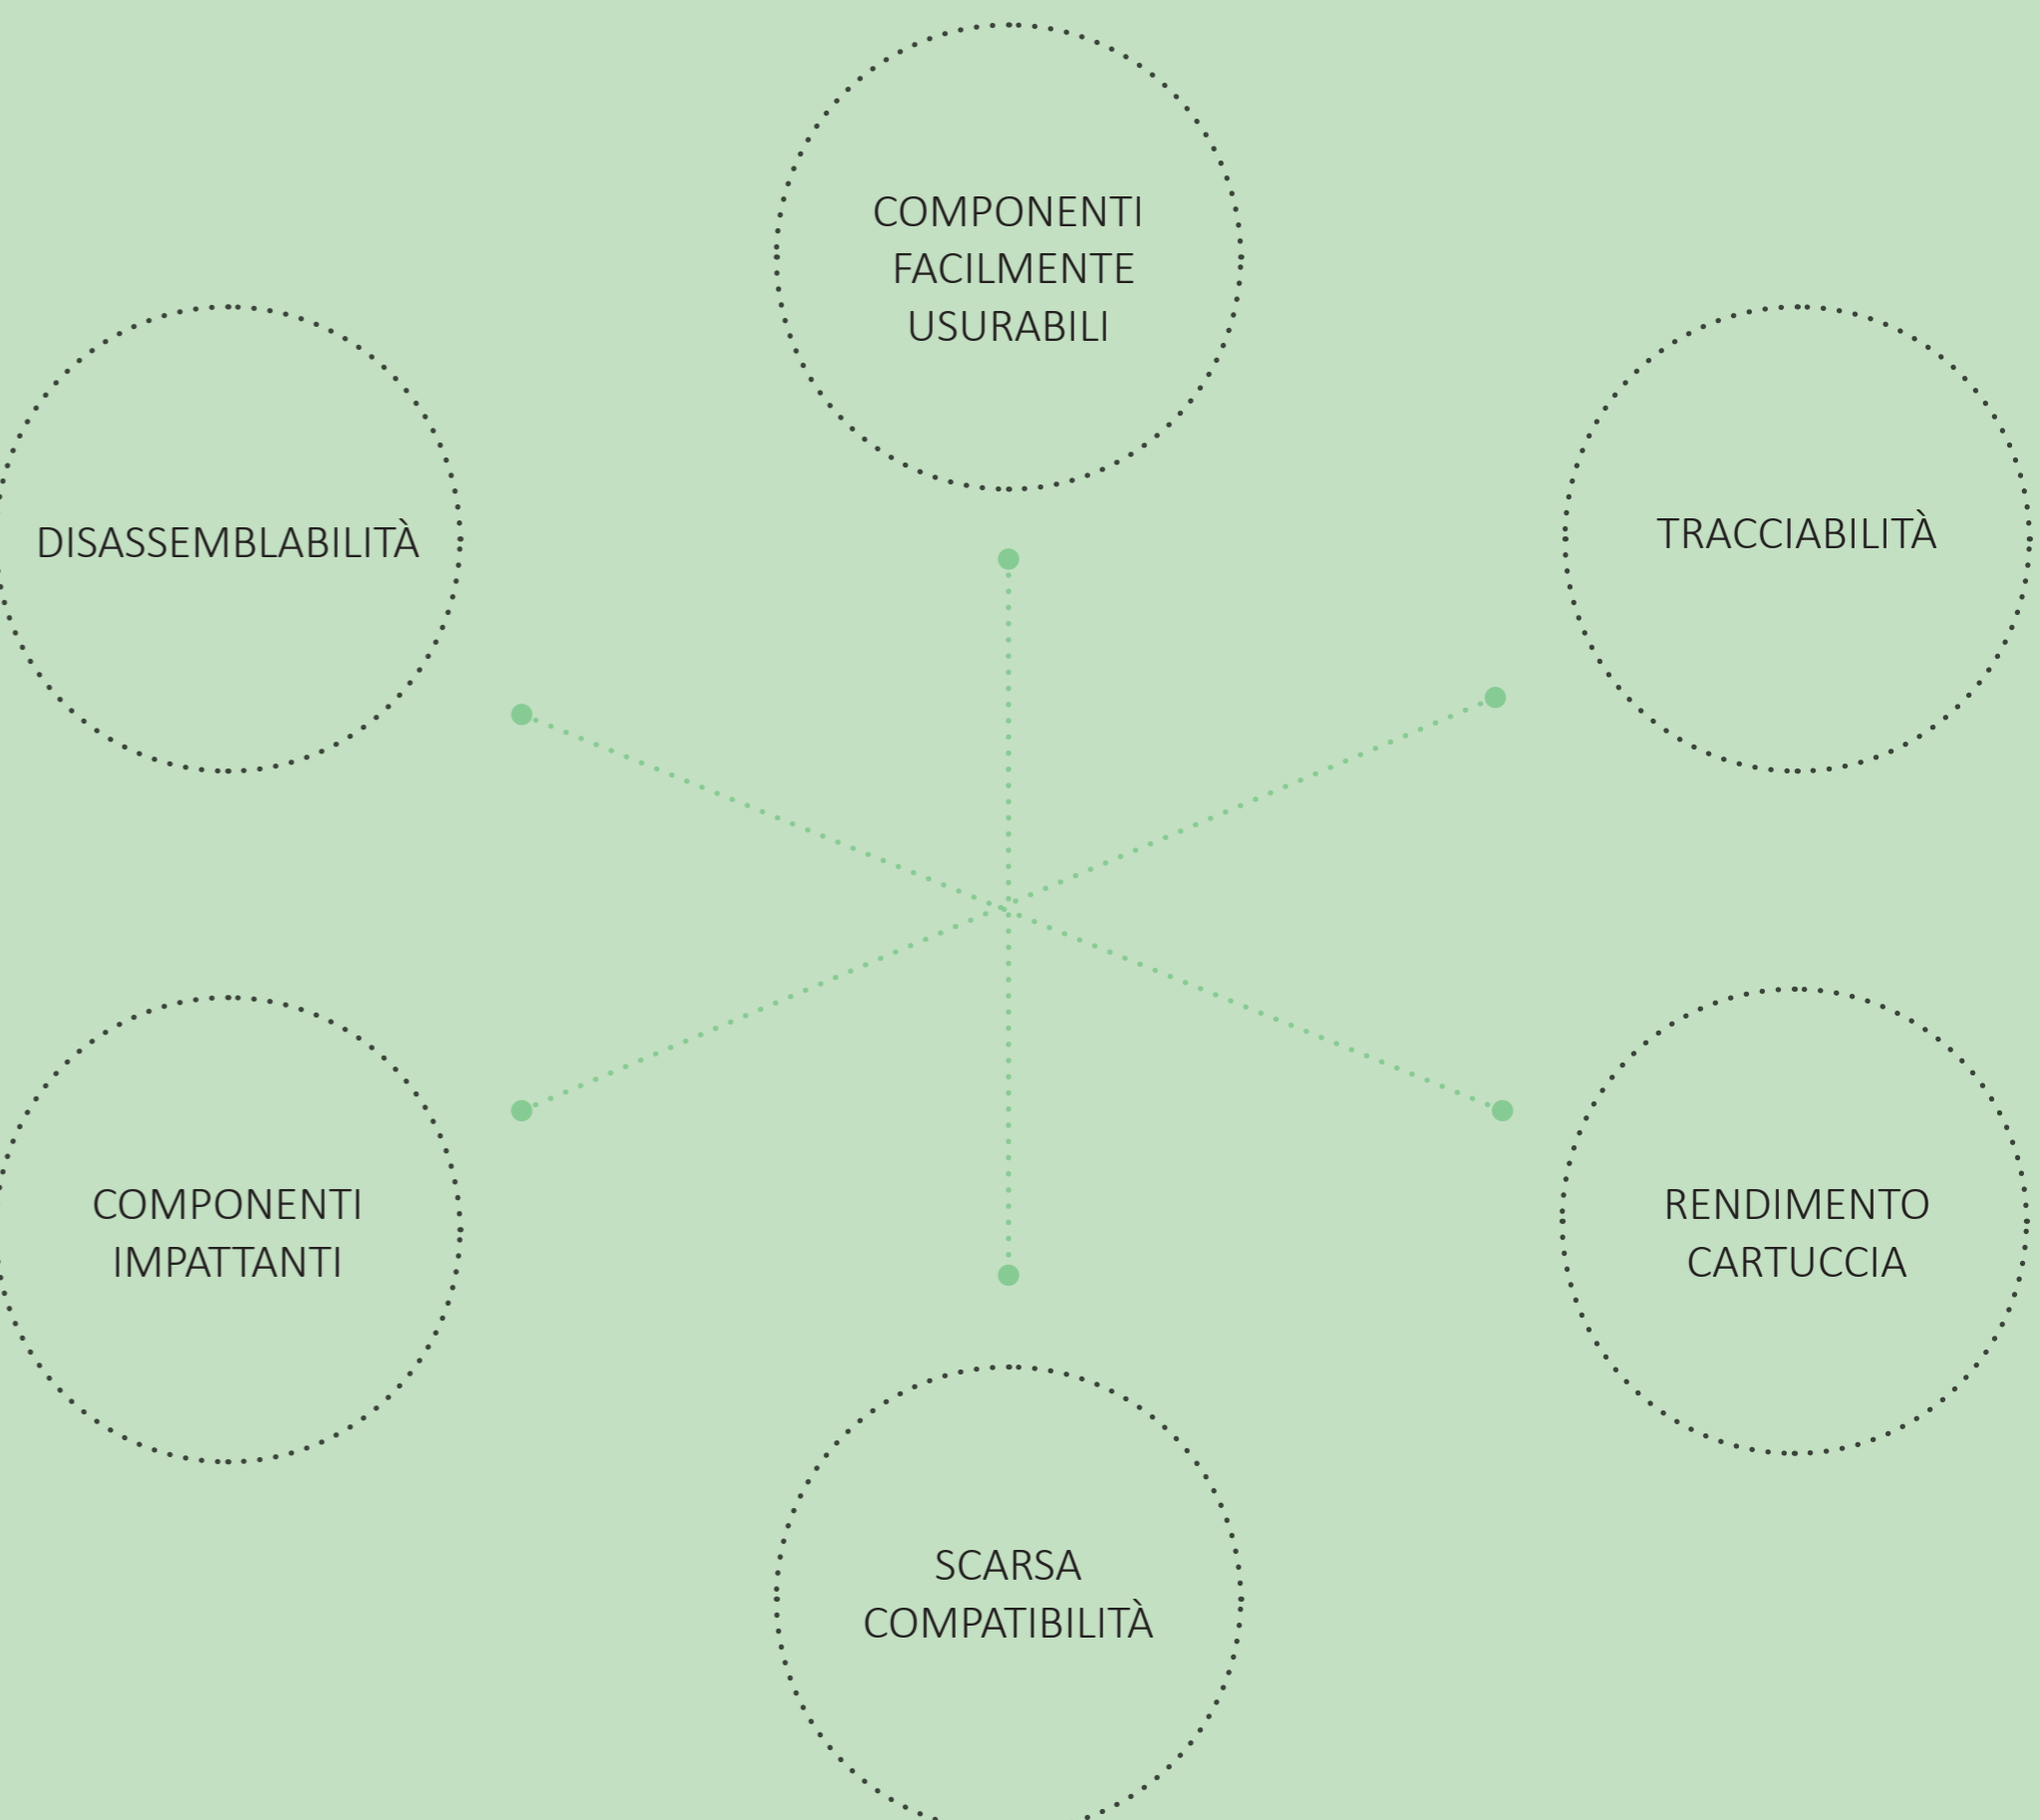 COMPONENTI
FACILMENTE
USURABILI
DISASSEMBLABILITÀ
TRACCIABILITÀ
COMPONENTI
IMPATTANTI
RENDIMENTO
CARTUCCIA
SCARSA
COMPATIBILITÀ